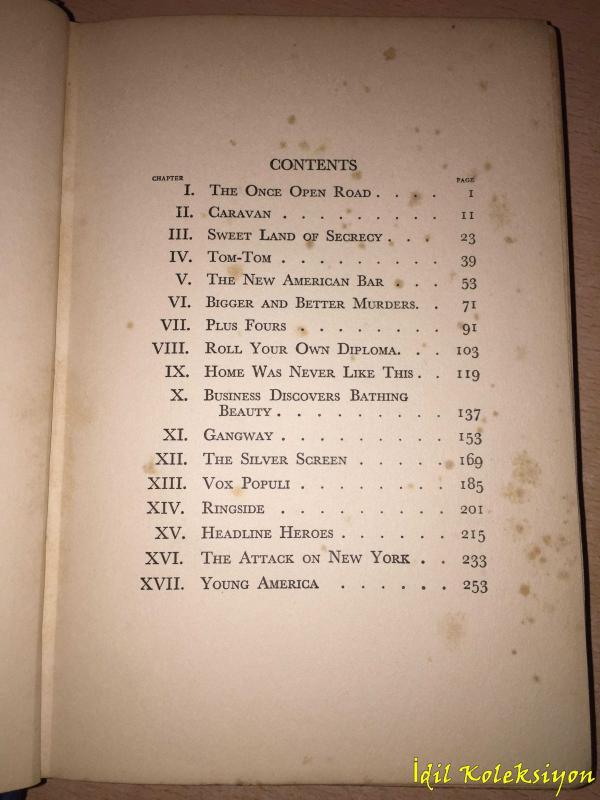 CONTENTS
CHAPTER PAGE
I. The Once Open Road . . . . 1
II. Caravan . . . . . . . . . 11
III. Sweet Land of Secrecy . . . 23
IV. Tom-Tom . . . . . . . . . 39
V. The New American Bar . . . 53
VI. Bigger and Better Murders. . . 71
VII. Plus Fours . . . . . . . . 91
VIII. Roll Your Own Diploma. . . 103
IX. Home Was Never Like This . . 119
X. Business Discovers Bathing
Beauty . . . . . . . . . 137
XI. Gangway . . . . . . . . . 153
XII. The Silver Screen . . . . . 169
XIII. Vox Populi . . . . . . . . 185
XIV. Ringside . . . . . . . . . 201
XV. Headline Heroes . . . . . . 215
XVI. The Attack on New York . . 233
XVII. Young America . . . . . . 253
İdil Koleksiyon